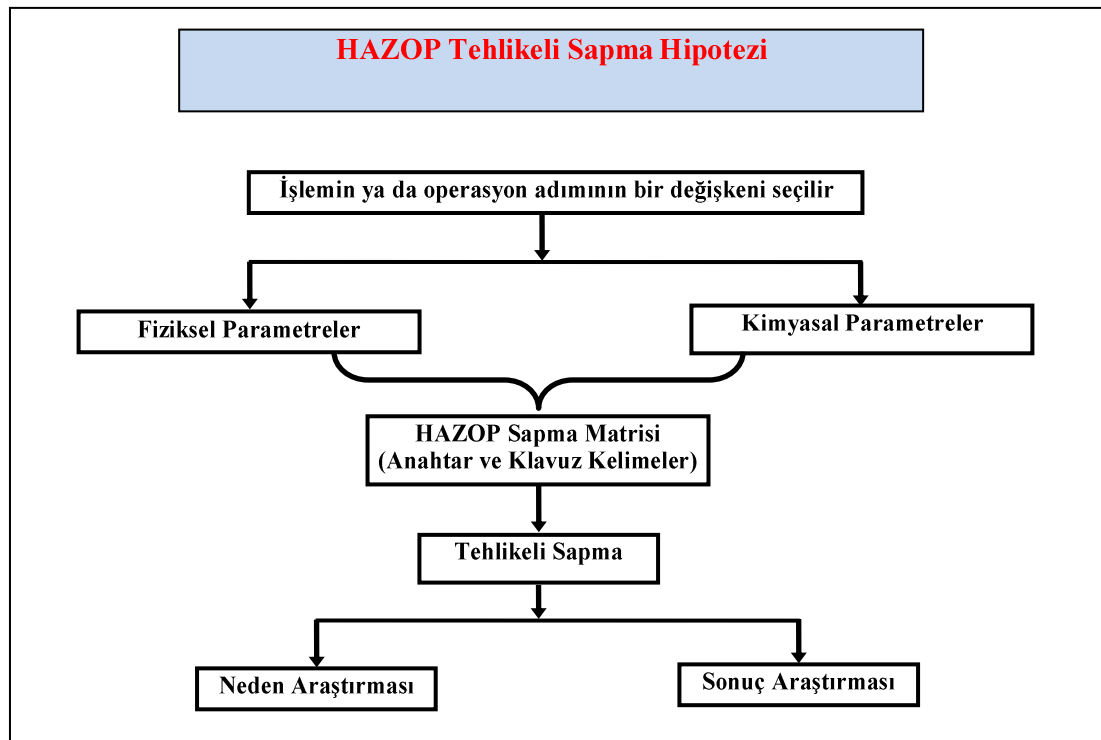 HAZOP Tehlikeli Sapma Hipotezi
İşlemin ya da operasyon adımının bir değişkeni seçilir
Fiziksel Parametreler
Kimyasal Parametreler
HAZOP Sapma Matrisi
(Anahtar ve Klavuz Kelimeler)
Tehlikeli Sapma
Neden Araştırması
Sonuç Araştırması